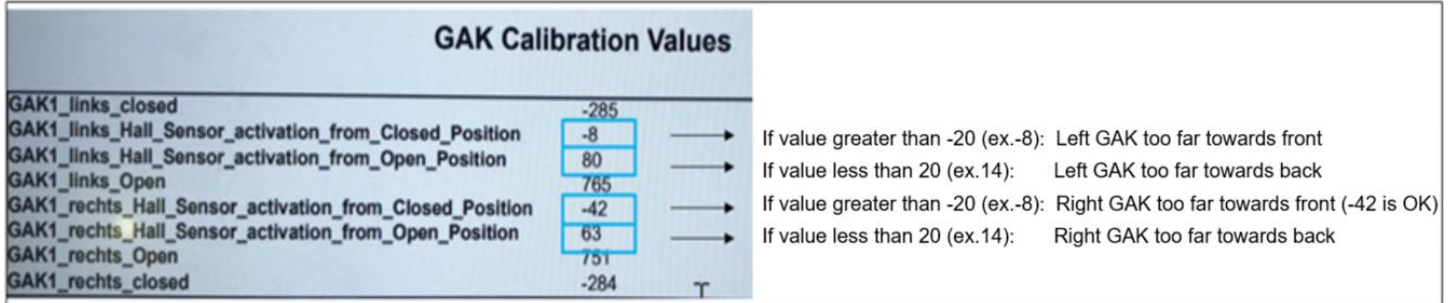 GAK Calibration Values
GAK1_links_closed -285
GAK1_links_Hall_Sensor_activation_from_Closed_Position -8 If value greater than -20 (ex.-8): Left GAK too far towards front
GAK1_links_Hall_Sensor_activation_from_Open_Position 80 If value less than 20 (ex.14): Left GAK too far towards back
GAK1_links_Open 765
GAK1_rechts_Hall_Sensor_activation_from_Closed_Position -42 If value greater than -20 (ex.-8): Right GAK too far towards front (-42 is OK)
GAK1_rechts_Hall_Sensor_activation_from_Open_Position 63 If value less than 20 (ex.14): Right GAK too far towards back
GAK1_rechts_Open 751
GAK1_rechts_closed -284